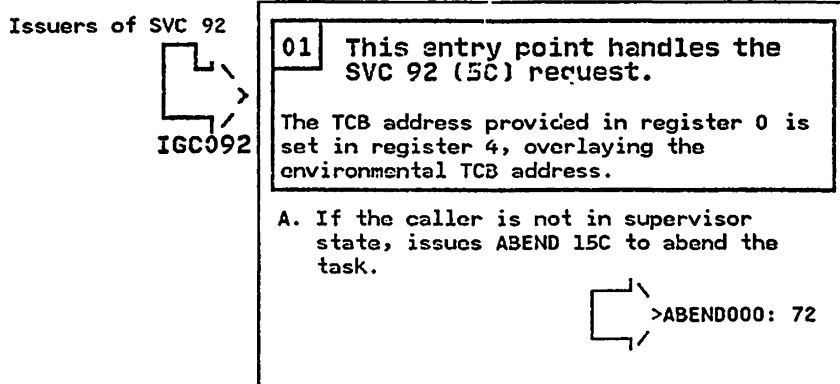 Issuers of SVC 92
IGC092
01 This entry point handles the
SVC 92 (5C) request.
The TCB address provided in register 0 is
set in register 4, overlaying the
environmental TCB address.
A. If the caller is not in supervisor
state, issues ABEND 15C to abend the
task.
>ABEND000: 72